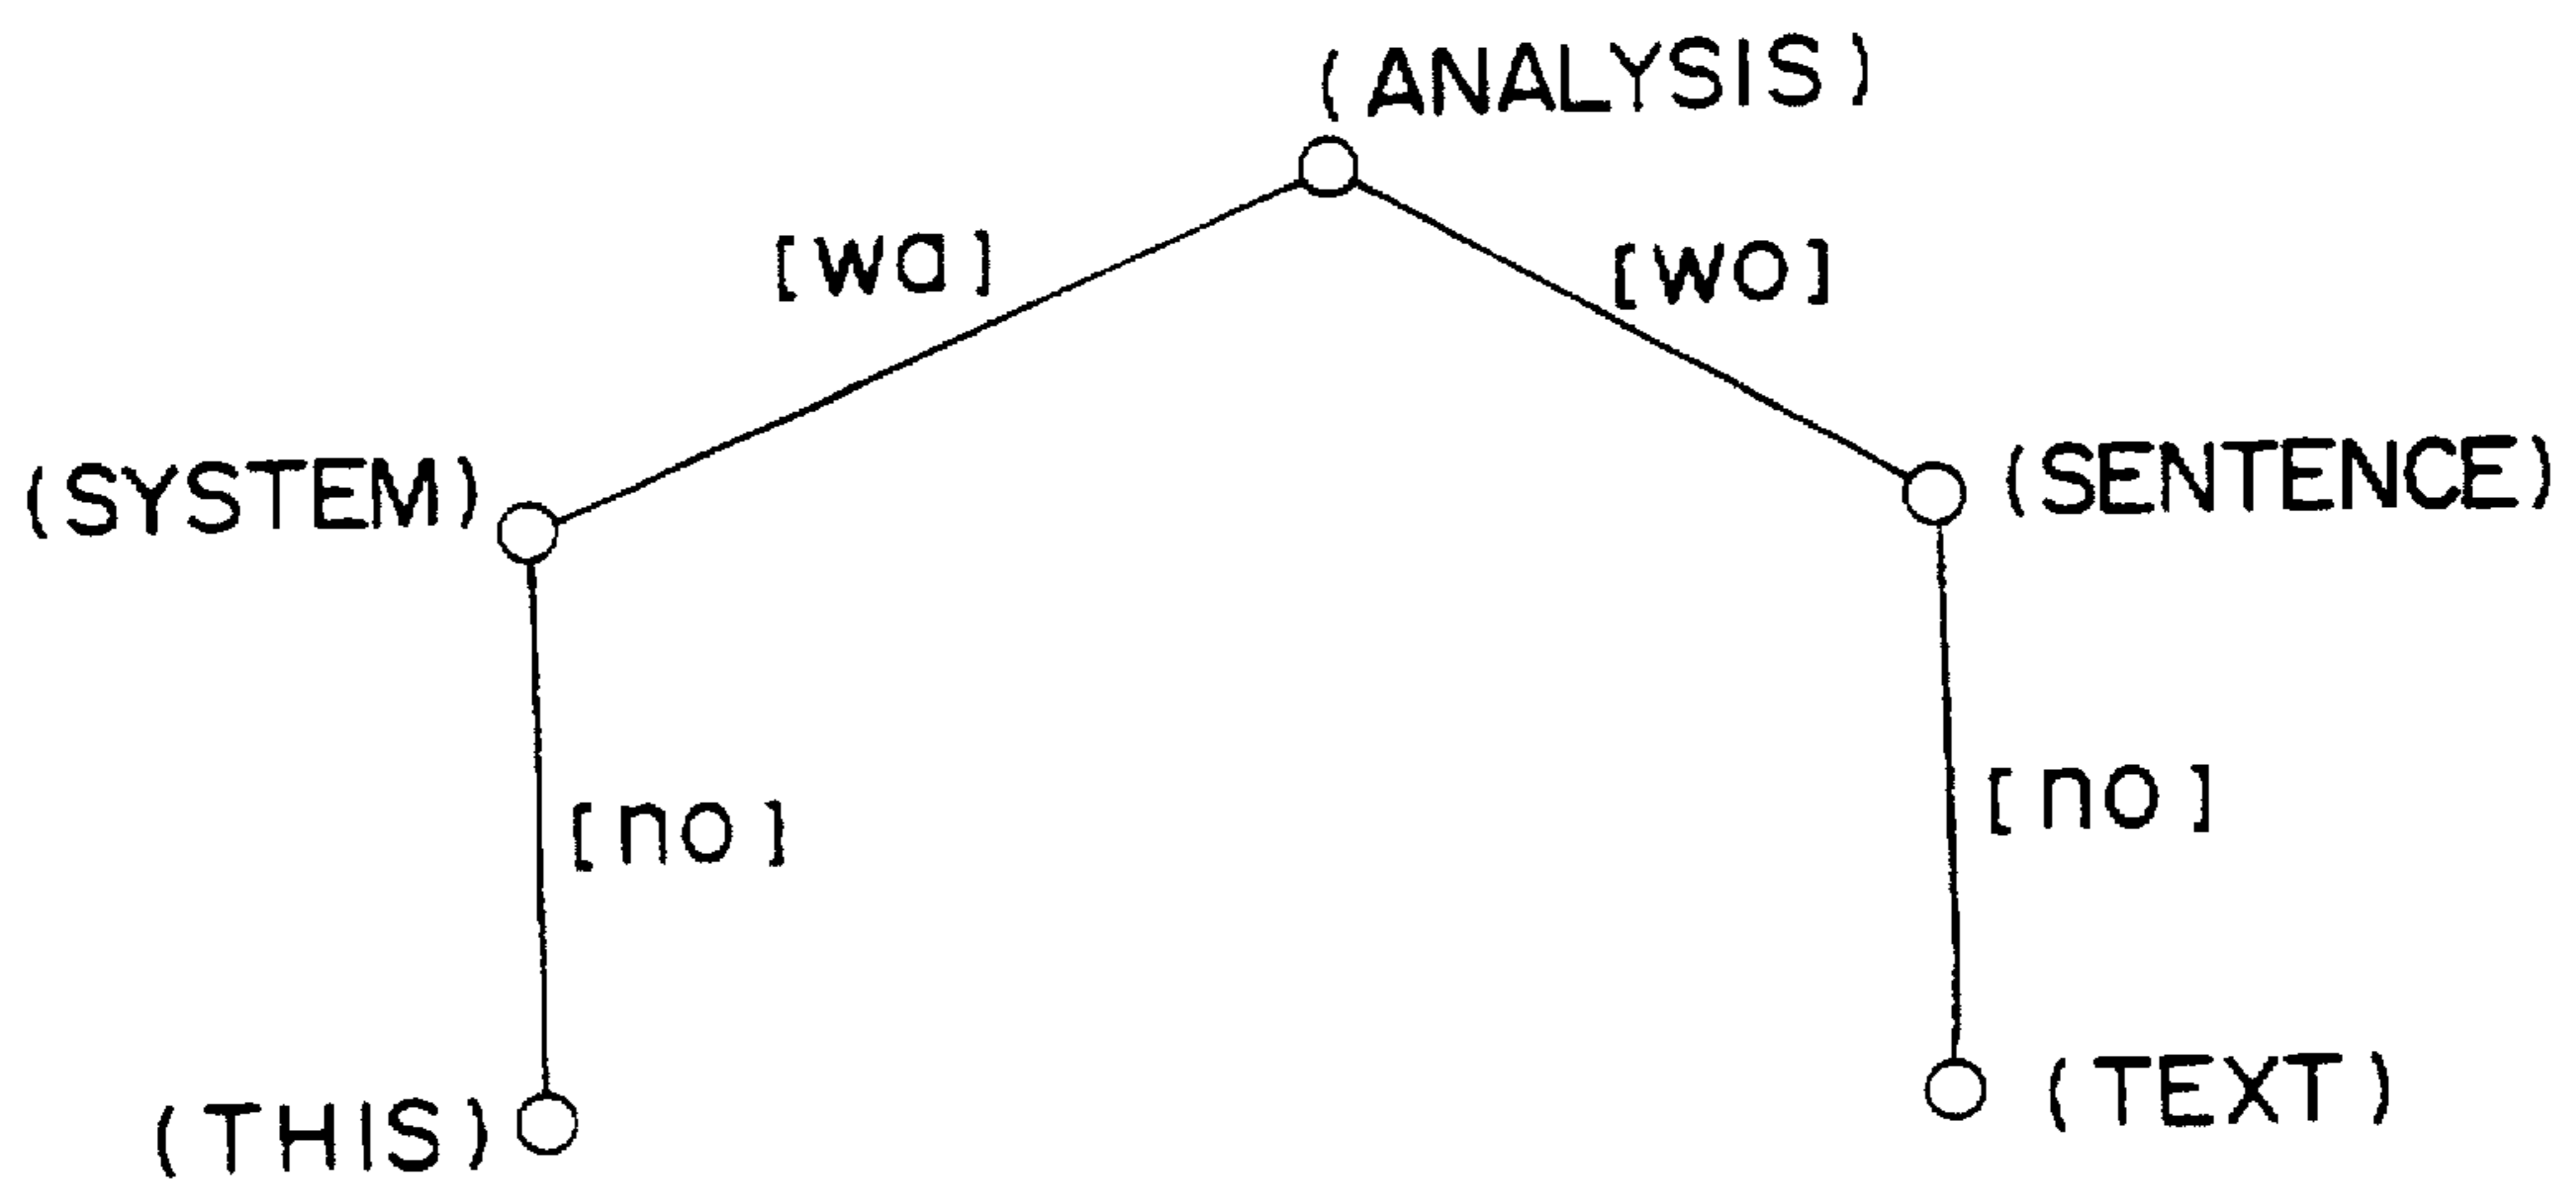 (ANALYSIS)
[wa]
[wo]
(SYSTEM)
(SENTENCE)
[no]
[no]
(THIS)
(TEXT)